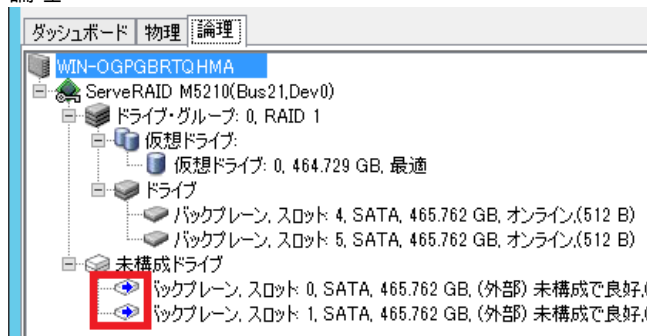 ダッシュボード 物理 論理
WIN-OGPGBRTQHMA
ServeRAID M5210(Bus21,Dev0)
ドライブ・グループ: 0, RAID 1
仮想ドライブ:
仮想ドライブ: 0, 464.729 GB, 最適
ドライブ
バックプレーン, スロット: 4, SATA, 465.762 GB, オンライン,(512 B)
バックプレーン, スロット: 5, SATA, 465.762 GB, オンライン,(512 B)
未構成ドライブ
バックプレーン, スロット: 0, SATA, 465.762 GB, (外部) 未構成で良好,(
バックプレーン, スロット: 1, SATA, 465.762 GB, (外部) 未構成で良好,(